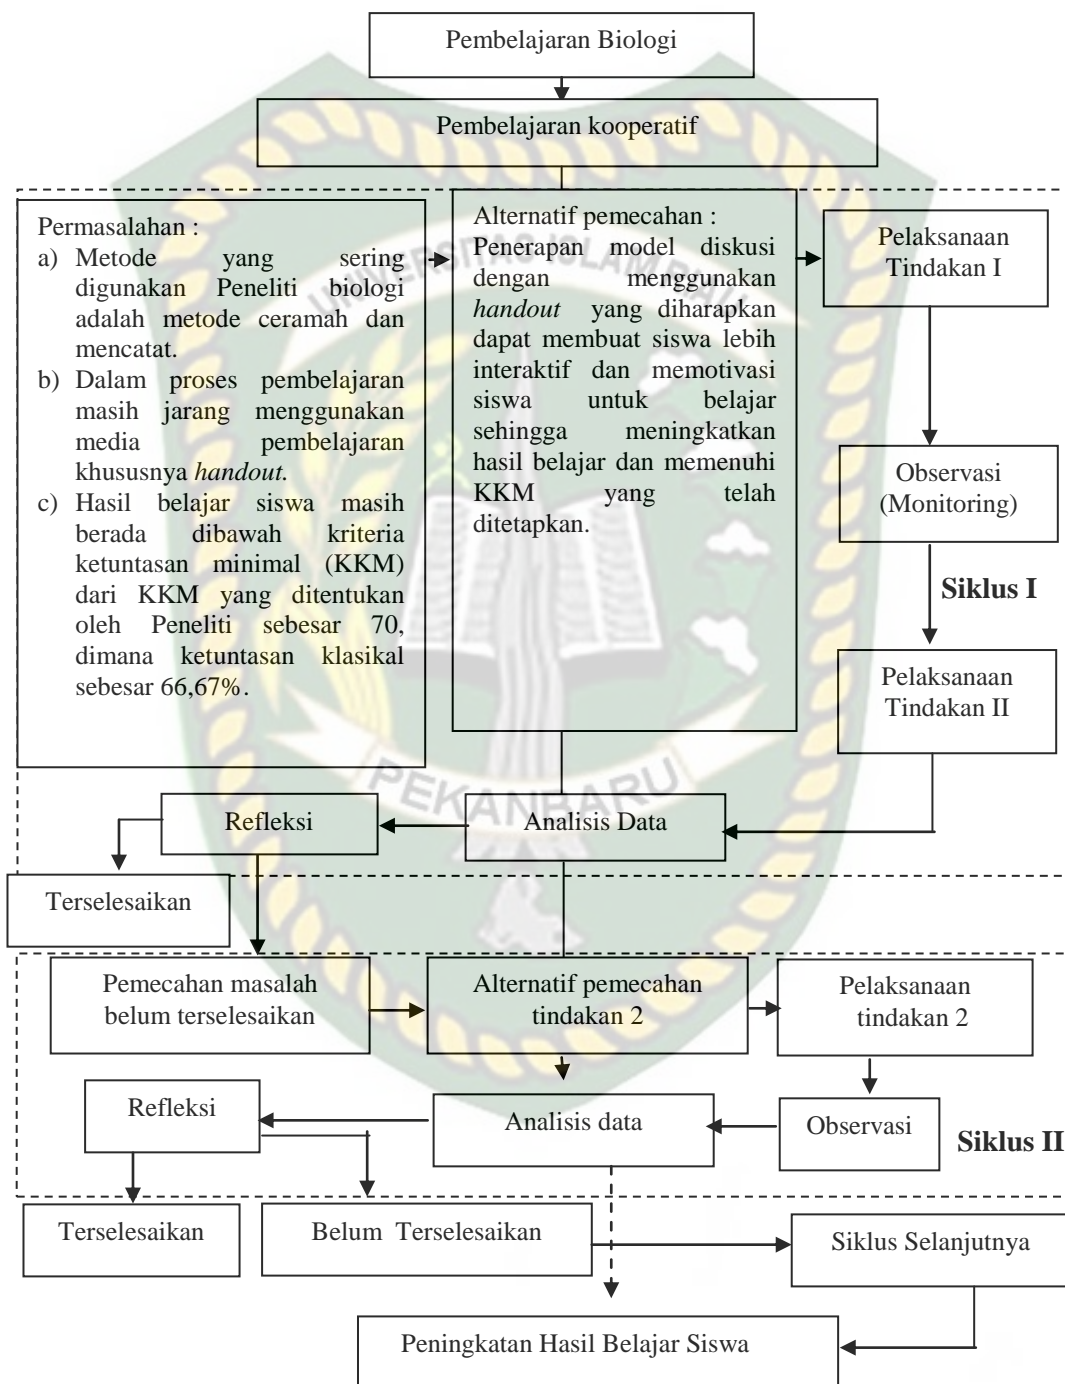 Pembelajaran Biologi
Pembelajaran kooperatif
Permasalahan :
a) Metode yang sering
digunakan Peneliti biologi
adalah metode ceramah dan
mencatat.
b) Dalam proses pembelajaran
masih jarang menggunakan
media pembelajaran
khususnya handout.
c) Hasil belajar siswa masih
berada dibawah kriteria
ketuntasan minimal (KKM)
dari KKM yang ditentukan
oleh Peneliti sebesar 70,
dimana ketuntasan klasikal
sebesar 66,67%.
Alternatif pemecahan :
Penerapan model diskusi
dengan menggunakan
handout yang diharapkan
dapat membuat siswa lebih
interaktif dan memotivasi
siswa untuk belajar
sehingga meningkatkan
hasil belajar dan memenuhi
KKM yang telah
ditetapkan.
Pelaksanaan
Tindakan I
Observasi
(Monitoring)
Siklus I
Pelaksanaan
Tindakan II
UNIVERSITAS ISLAM RIAU
PEKANBARU
Refleksi
Analisis Data
Terselesaikan
Pemecahan masalah
belum terselesaikan
Alternatif pemecahan
tindakan 2
Pelaksanaan
tindakan 2
Refleksi
Analisis data
Observasi
Siklus II
Terselesaikan
Belum Terselesaikan
Siklus Selanjutnya
Peningkatan Hasil Belajar Siswa